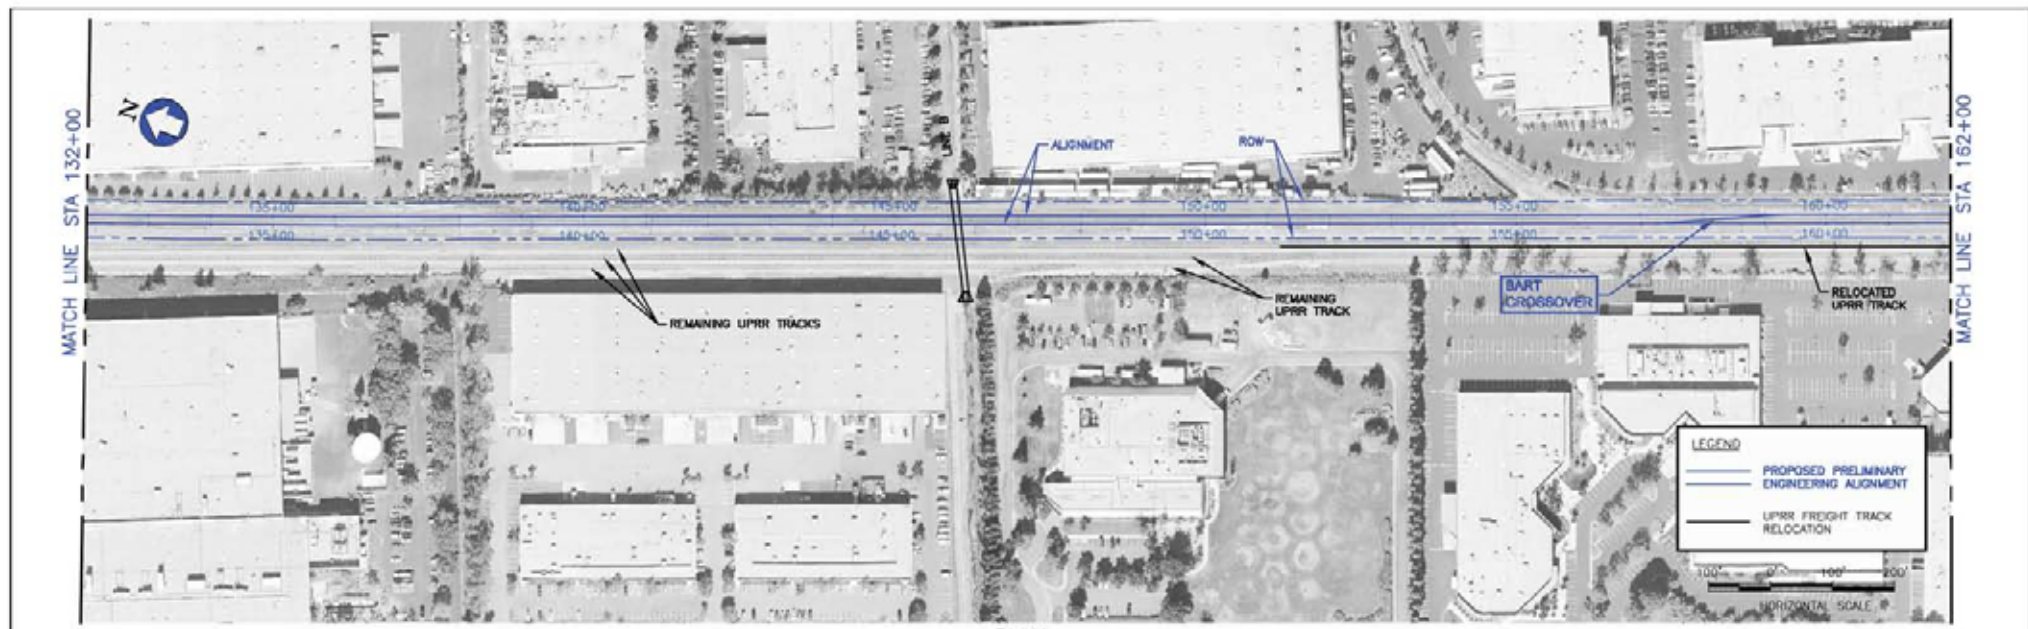 MATCH LINE STA 132+00
N
LINE B
ALIGNMENT
ROW
MATCH LINE STA 162+00
135+00
140+00
145+00
150+00
155+00
160+00
135+00
140+00
145+00
150+00
155+00
160+00
REMAINING UPRR TRACKS
REMAINING
UPRR TRACK
BART
CROSSOVER
RELOCATED
UPRR TRACK
LEGEND
PROPOSED PRELIMINARY
ENGINEERING ALIGNMENT
UPRR FREIGHT TRACK
RELOCATION
100' 0' 100' 200'
HORIZONTAL SCALE